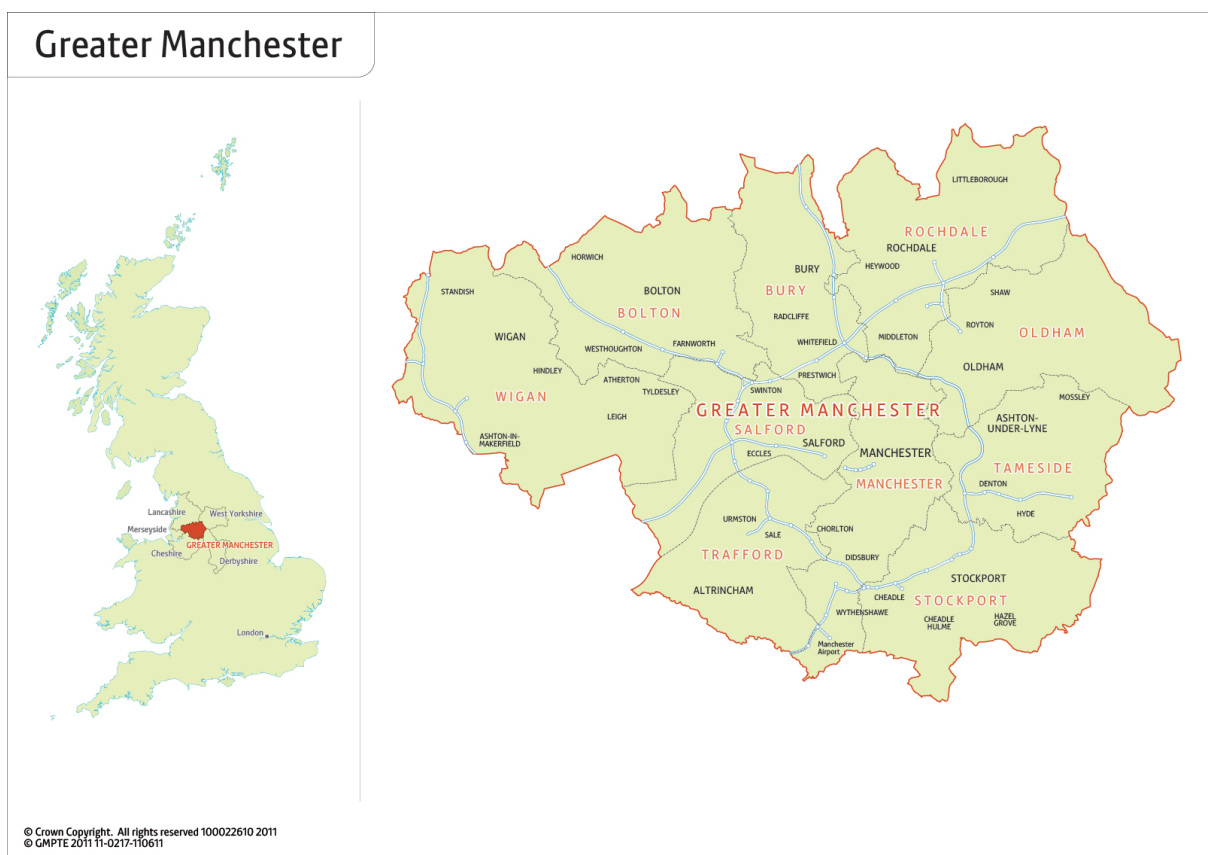 Greater Manchester
Lancashire
West Yorkshire
Merseyside
GREATER MANCHESTER
Cheshire
Derbyshire
London
LITTLEBOROUGH
ROCHDALE
ROCHDALE
HORWICH
BURY
HEYWOOD
STANDISH
BOLTON
BURY
SHAW
BOLTON
RADCLIFFE
ROYTON
OLDHAM
WIGAN
MIDDLETON
WESTHOUGHTON
FARNWORTH
WHITEFIELD
HINDLEY
ATHERTON
PRESTWICH
OLDHAM
TYLDESLEY
SWINTON
WIGAN
MOSSLEY
GREATER MANCHESTER
LEIGH
SALFORD
ASHTON-
UNDER-LYNE
ASHTON-IN-
MAKERFIELD
SALFORD
ECCLES
MANCHESTER
TAMESIDE
MANCHESTER
DENTON
HYDE
URMSTON
SALE
CHORLTON
TRAFFORD
DIDSBURY
ALTRINCHAM
STOCKPORT
CHEADLE
STOCKPORT
WYTHENSHAWE
CHEADLE
HULME
HAZEL
GROVE
Manchester
Airport
© Crown Copyright. All rights reserved 100022610 2011
© GMPTE 2011 11-0217-110611